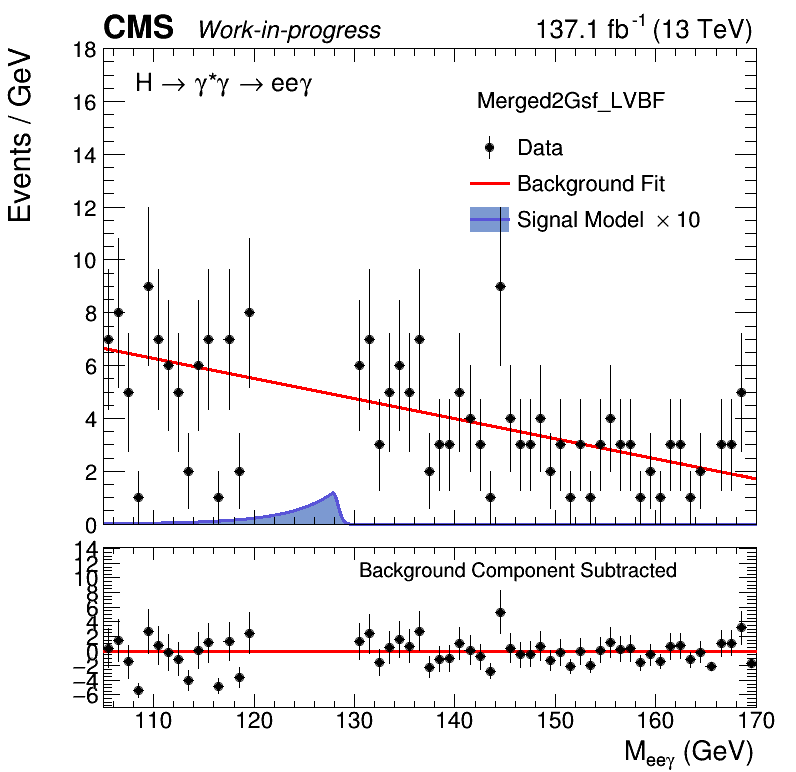 CMS Work-in-progress 137.1 fb⁻¹ (13 TeV)
Events / GeV
H → γ*γ → eeγ
Merged2Gsf_LVBF
Data
Background Fit
Signal Model × 10
18
16
14
12
10
8
6
4
2
0
Background Component Subtracted
14
12
8
6
4
2
0
−2
−4
−6
110 120 130 140 150 160 170
M_eeγ (GeV)